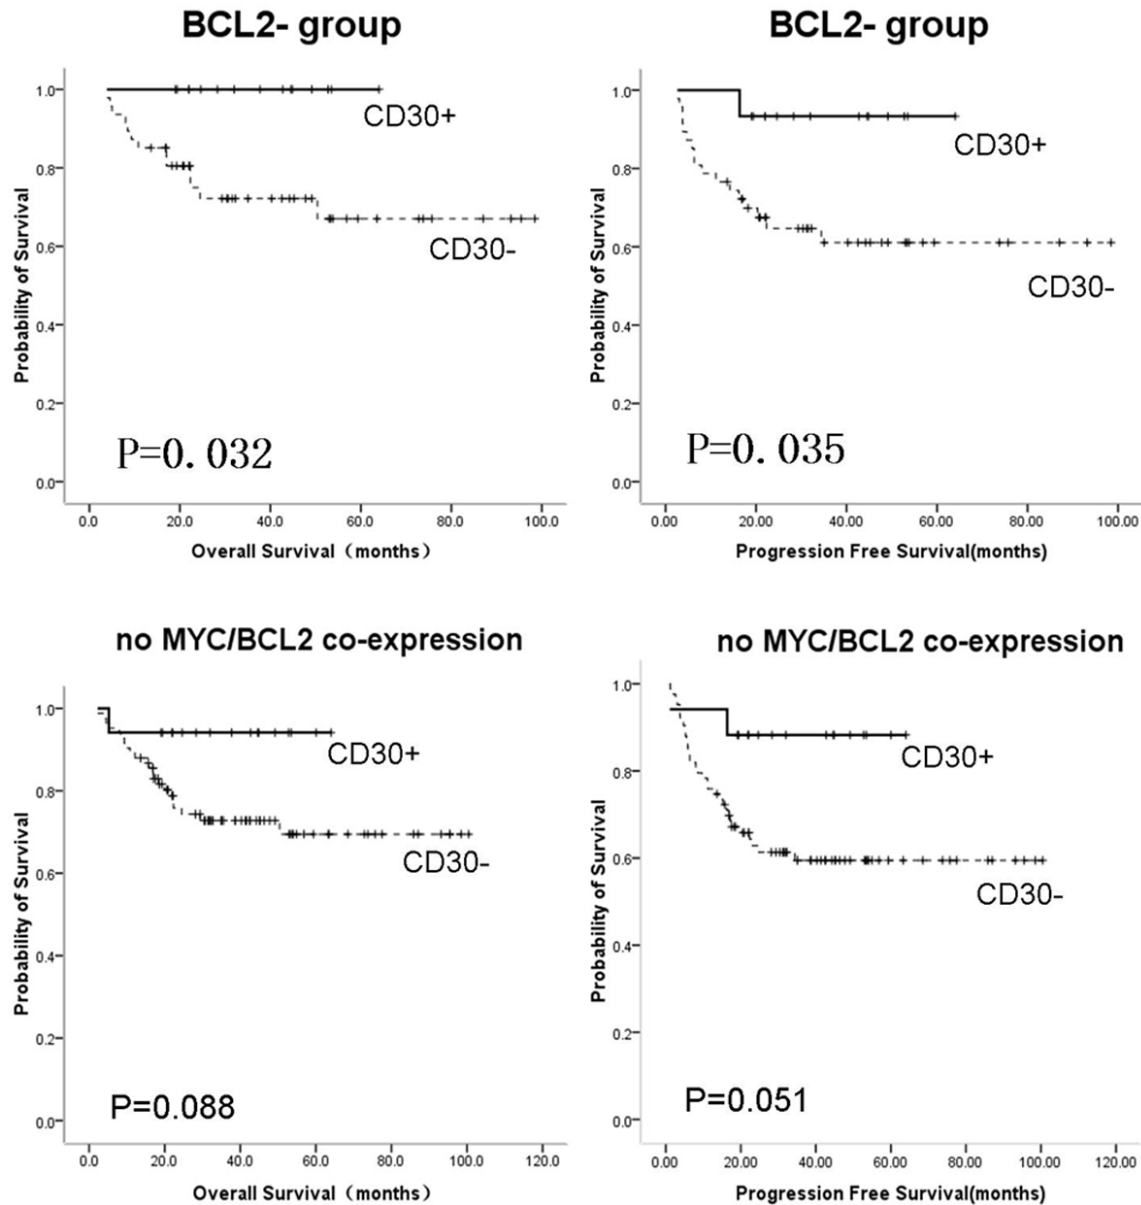 BCL2- group
Probability of Survival
1.0
0.8
0.6
0.4
0.2
0.0
CD30+
CD30-
P=0.032
0.0 20.0 40.0 60.0 80.0 100.0
Overall Survival（months）
BCL2- group
Probability of Survival
1.0
0.8
0.6
0.4
0.2
0.0
CD30+
CD30-
P=0.035
0.00 20.00 40.00 60.00 80.00 100.00
Progression Free Survival(months)
no MYC/BCL2 co-expression
Probability of Survival
1.0
0.8
0.6
0.4
0.2
0.0
CD30+
CD30-
P=0.088
0.0 20.0 40.0 60.0 80.0 100.0 120.0
Overall Survival（months）
no MYC/BCL2 co-expression
Probability of Survival
1.0
0.8
0.6
0.4
0.2
0.0
CD30+
CD30-
P=0.051
0.00 20.00 40.00 60.00 80.00 100.00 120.00
Progression Free Survival(months)